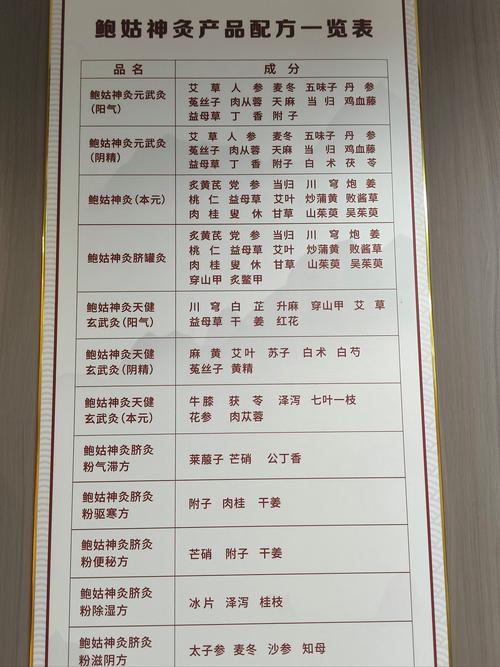 鲍姑神灸产品配方一览表
品名 成分
鲍姑神灸元武灸(阳气)
艾草 人参 麦冬 五味子 丹参
菟丝子 肉从蓉 天麻 当归 鸡血藤
益母草 丁香 附子
鲍姑神灸元武灸(阴精)
艾草 人参 麦冬 五味子 丹参
菟丝子 肉从蓉 天麻 当归 鸡血藤
益母草 丁香 附子 白术 茯苓
鲍姑神灸(本元)
炙黄芪 党参 当归 川穹 炮姜
桃仁 益母草 艾叶 炒蒲黄 败酱草
肉桂 叟休 甘草 山茱萸 吴茱萸
鲍姑神灸脐罐灸
炙黄芪 党参 当归 川穹 炮姜
桃仁 益母草 艾叶 炒蒲黄 败酱草
肉桂 叟休 甘草 山茱萸 吴茱萸
穿山甲 炙鳖甲
鲍姑神灸天健
玄武灸(阳气)
川穹 白芷 升麻 穿山甲 艾草
益母草 干姜 红花
鲍姑神灸天健
玄武灸(阴精)
麻黄 艾叶 苏子 白术 白芍
菟丝子 黄精
鲍姑神灸天健
玄武灸(本元)
牛膝 获苓 泽泻 七叶一枝
花参 肉苁蓉
鲍姑神灸脐灸
粉气滞方
莱菔子 芒硝 公丁香
鲍姑神灸脐灸
粉驱寒方
附子 肉桂 干姜
鲍姑神灸脐灸
粉便秘方
芒硝 附子 干姜
鲍姑神灸脐灸
粉除湿方
冰片 泽泻 桂枝
鲍姑神灸脐灸
粉滋阴方
太子参 麦冬 沙参 知母